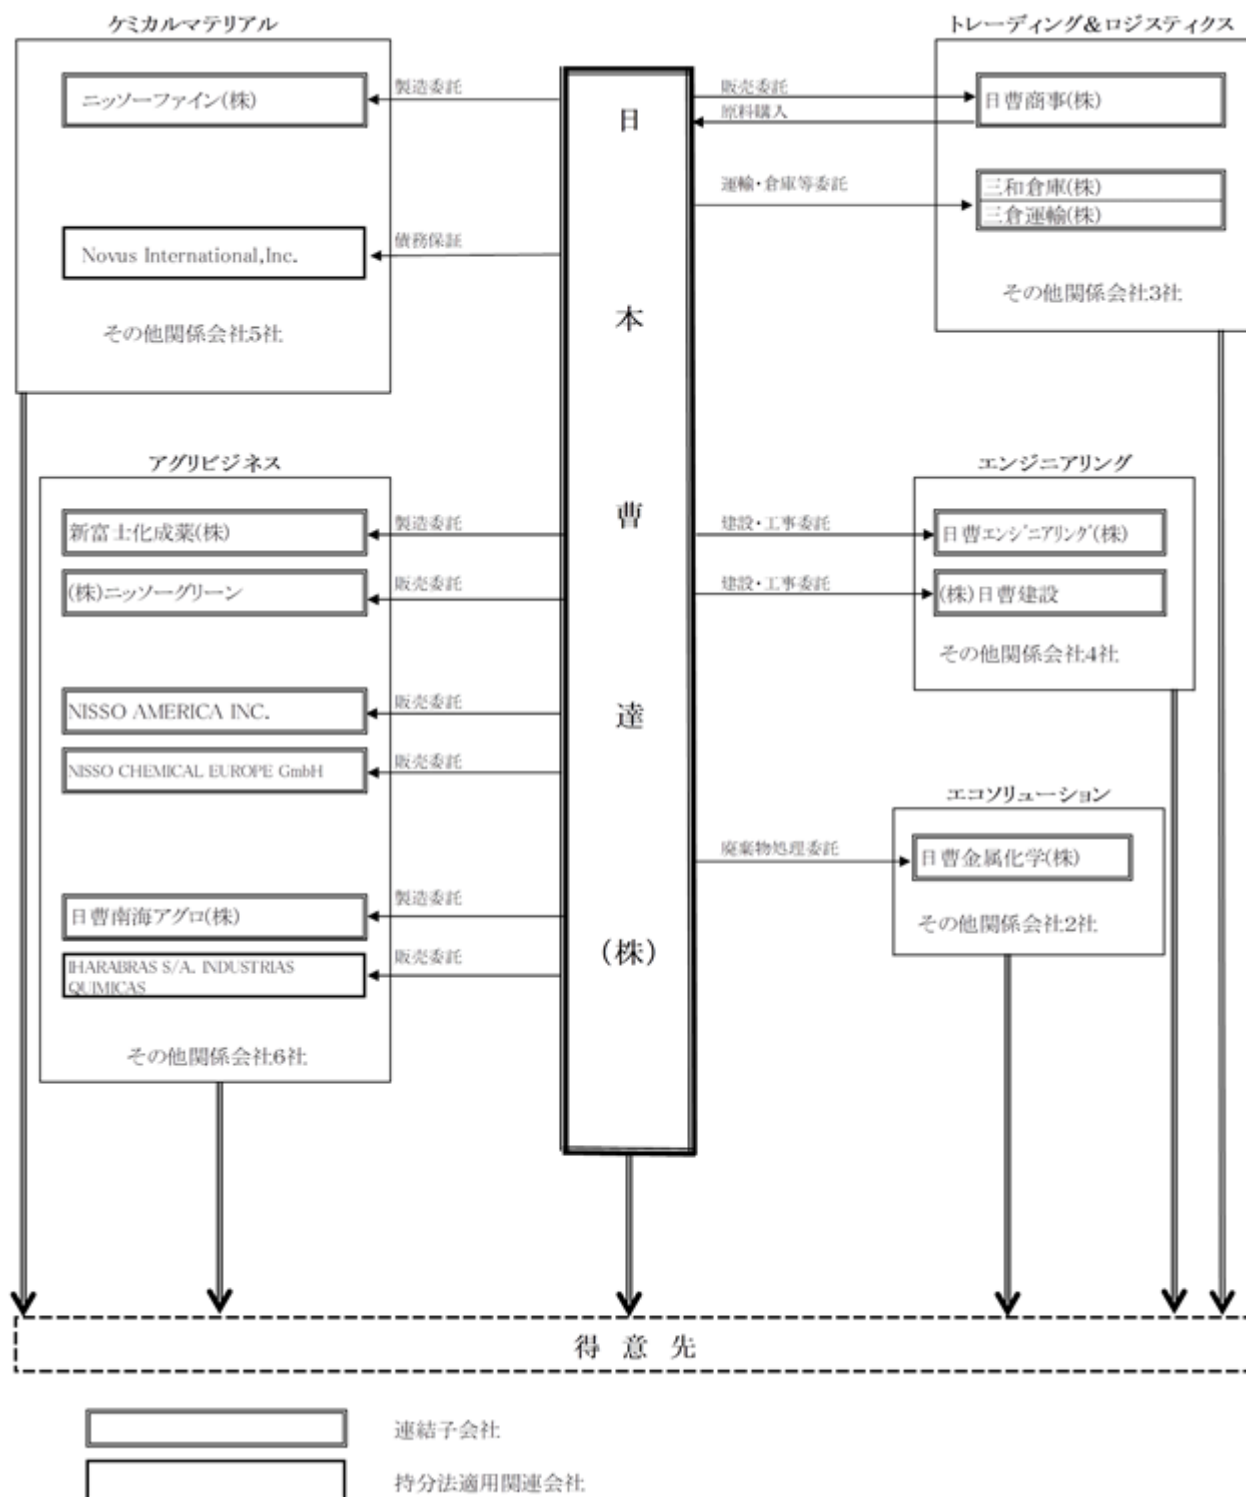 ケミカルマテリアル
ニッソーファイン(株)
製造委託
Novus International,Inc.
債務保証
その他関係会社5社
アグリビジネス
新富士化成薬(株)
製造委託
(株)ニッソーグリーン
販売委託
NISSO AMERICA INC.
販売委託
NISSO CHEMICAL EUROPE GmbH
販売委託
日曹南海アグロ(株)
製造委託
IHARABRAS S/A. INDUSTRIAS
QUIMICAS
販売委託
その他関係会社6社
日
本
曹
達
(株)
トレーディング&ロジスティクス
販売委託
日曹商事(株)
原料購入
運輸・倉庫等委託
三和倉庫(株)
三倉運輸(株)
その他関係会社3社
エンジニアリング
建設・工事委託
日曹エンジニアリング(株)
建設・工事委託
(株)日曹建設
その他関係会社4社
エコソリューション
廃棄物処理委託
日曹金属化学(株)
その他関係会社2社
得意先
連結子会社
持分法適用関連会社